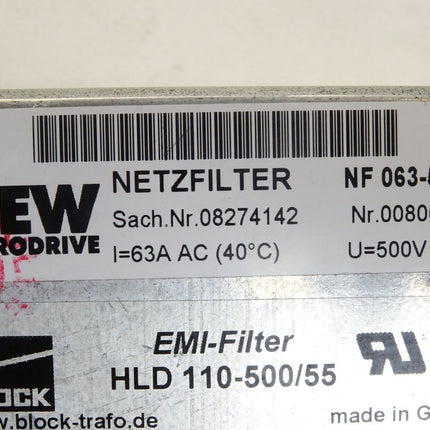 EW
NETZFILTER NF 063-
RODRIVE
Sach.Nr.08274142 Nr.0080
I=63A AC (40°C) U=500V
EMI-Filter
HLD 110-500/55
OCK
w.block-trafo.de made in G